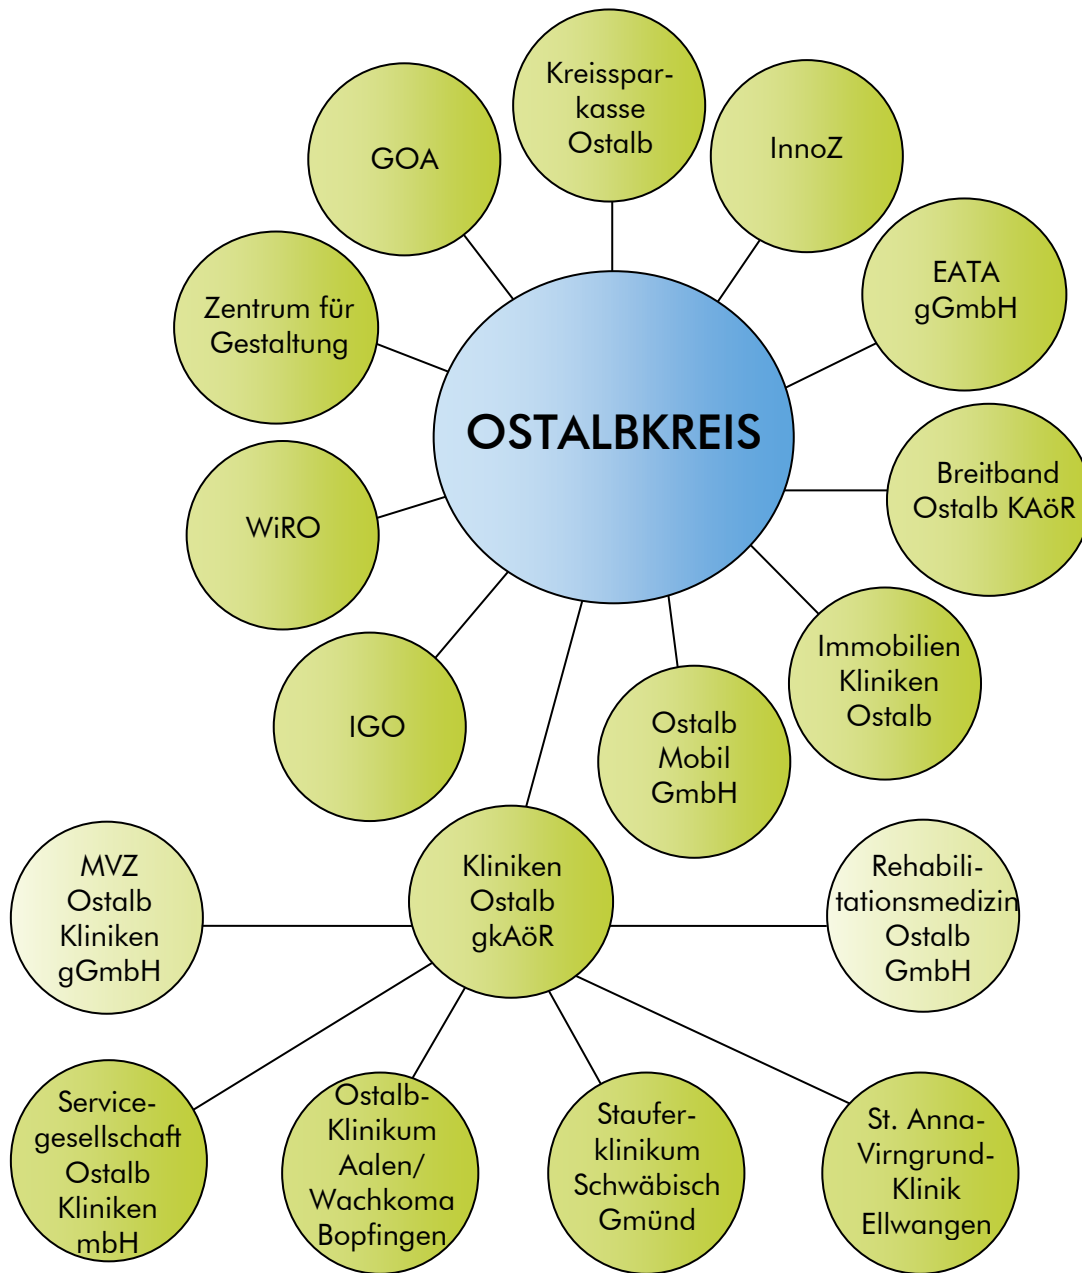 Kreisspar-
kasse
Ostalb
GOA
InnoZ
EATA
gGmbH
Zentrum für
Gestaltung
OSTALBKREIS
Breitband
Ostalb KAöR
WiRO
Immobilien
Kliniken
Ostalb
IGO
Ostalb
Mobil
GmbH
MVZ
Ostalb
Kliniken
gGmbH
Kliniken
Ostalb
gkAöR
Rehabili-
tationsmedizin
Ostalb
GmbH
Service-
gesellschaft
Ostalb
Kliniken
mbH
Ostalb-
Klinikum
Aalen/
Wachkoma
Bopfingen
Staufer-
klinikum
Schwäbisch
Gmünd
St. Anna-
Virngrund-
Klinik
Ellwangen